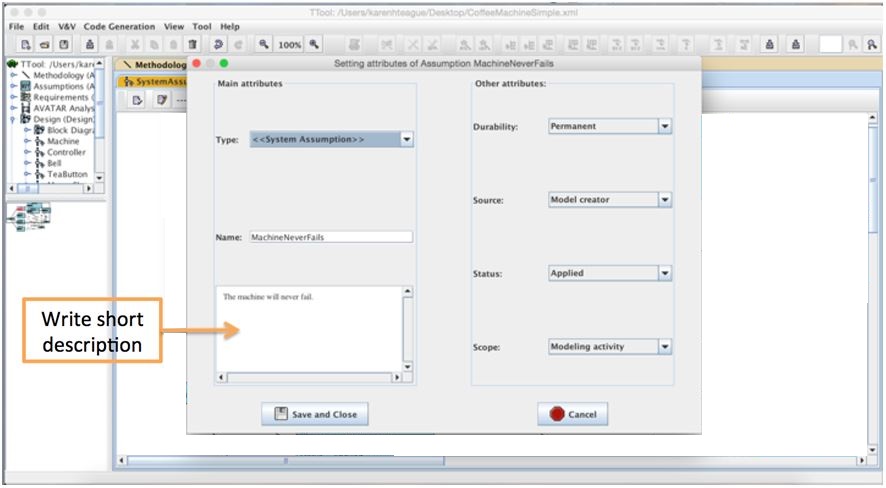 TTool: /Users/karenhteague/Desktop/CoffeeMachineSimple.xml
File Edit V&V Code Generation View Tool Help
100%
TTool: /Users/kar
Methodology (A
Assumptions (A
Requirements (
AVATAR Analys
Design (Design
Block Diagra
Machine
Controller
Bell
TeaButton
Methodolog
SystemAssu
Setting attributes of Assumption MachineNeverFails
Main attributes
Type: <<System Assumption>>
Name: MachineNeverFails
The machine will never fail.
Write short
description
Other attributes:
Durability: Permanent
Source: Model creator
Status: Applied
Scope: Modeling activity
Save and Close
Cancel